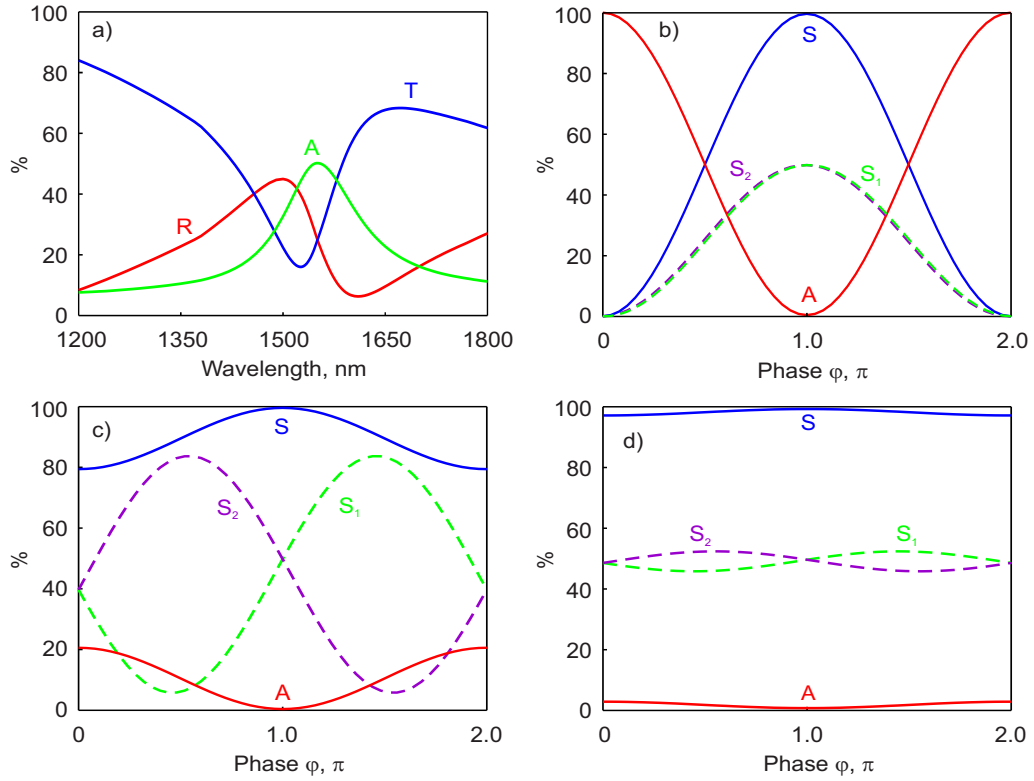 a)
100
80
60
40
20
0
%
R
A
T
1200 1350 1500 1650 1800
Wavelength, nm
b)
100
80
60
40
20
0
%
S
S₂
S₁
A
0 1.0 2.0
Phase φ, π
c)
100
80
60
40
20
0
%
S
S₂
S₁
A
0 1.0 2.0
Phase φ, π
d)
100
80
60
40
20
0
%
S
S₂
S₁
A
0 1.0 2.0
Phase φ, π